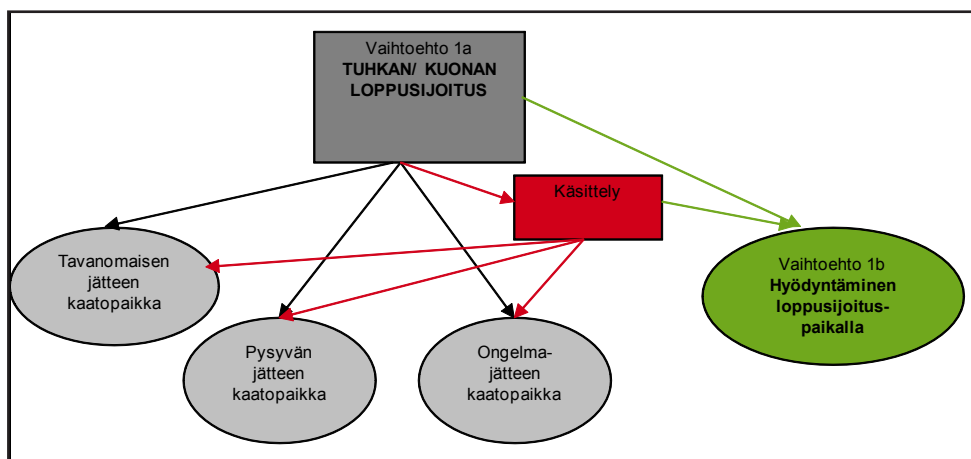 Vaihtoehto 1a
TUHKAN/ KUONAN
LOPPUSIJOITUS
Käsittely
Tavanomaisen
jätteen
kaatopaikka
Vaihtoehto 1b
Hyödyntäminen
loppusijoitus-
paikalla
Pysyvän
jätteen
kaatopaikka
Ongelma-
jätteen
kaatopaikka